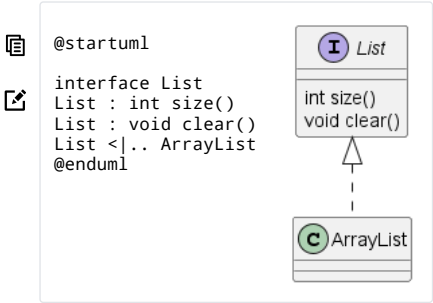 @startuml
interface List
List : int size()
List : void clear()
List <|.. ArrayList
@enduml
I List
int size()
void clear()
C ArrayList